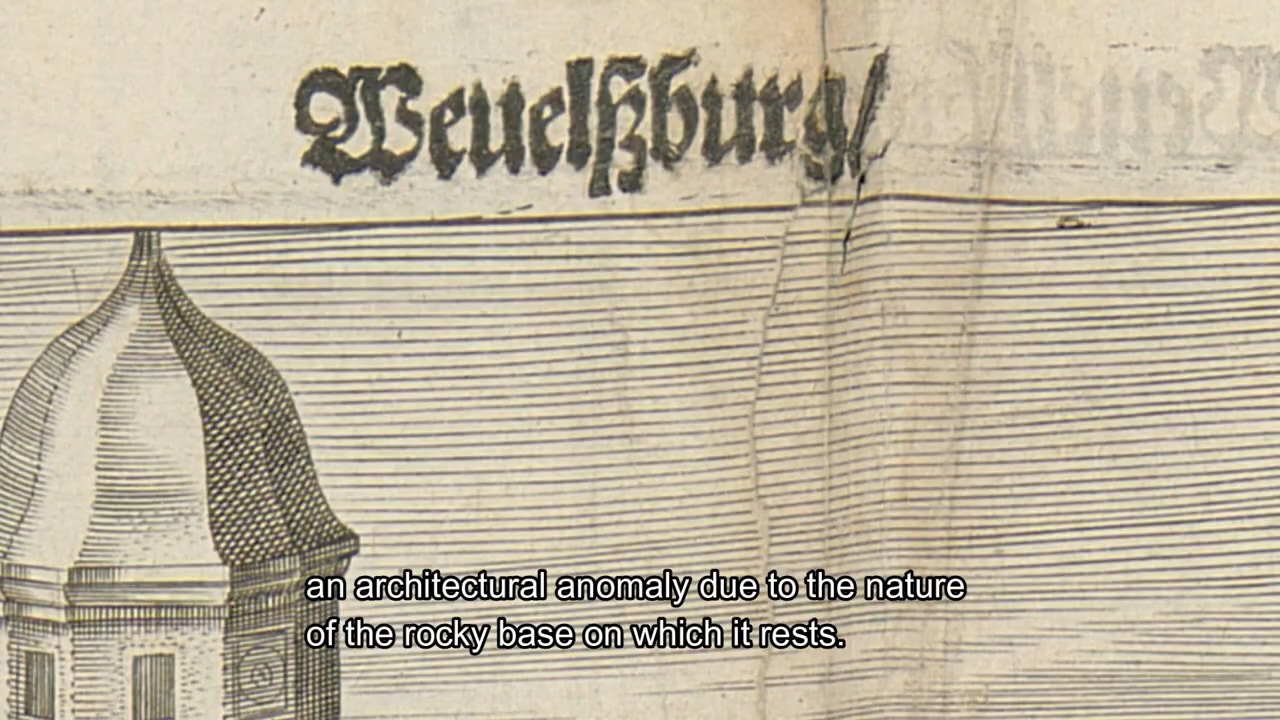 Weuelßburg/
an architectural anomaly due to the nature
of the rocky base on which it rests.